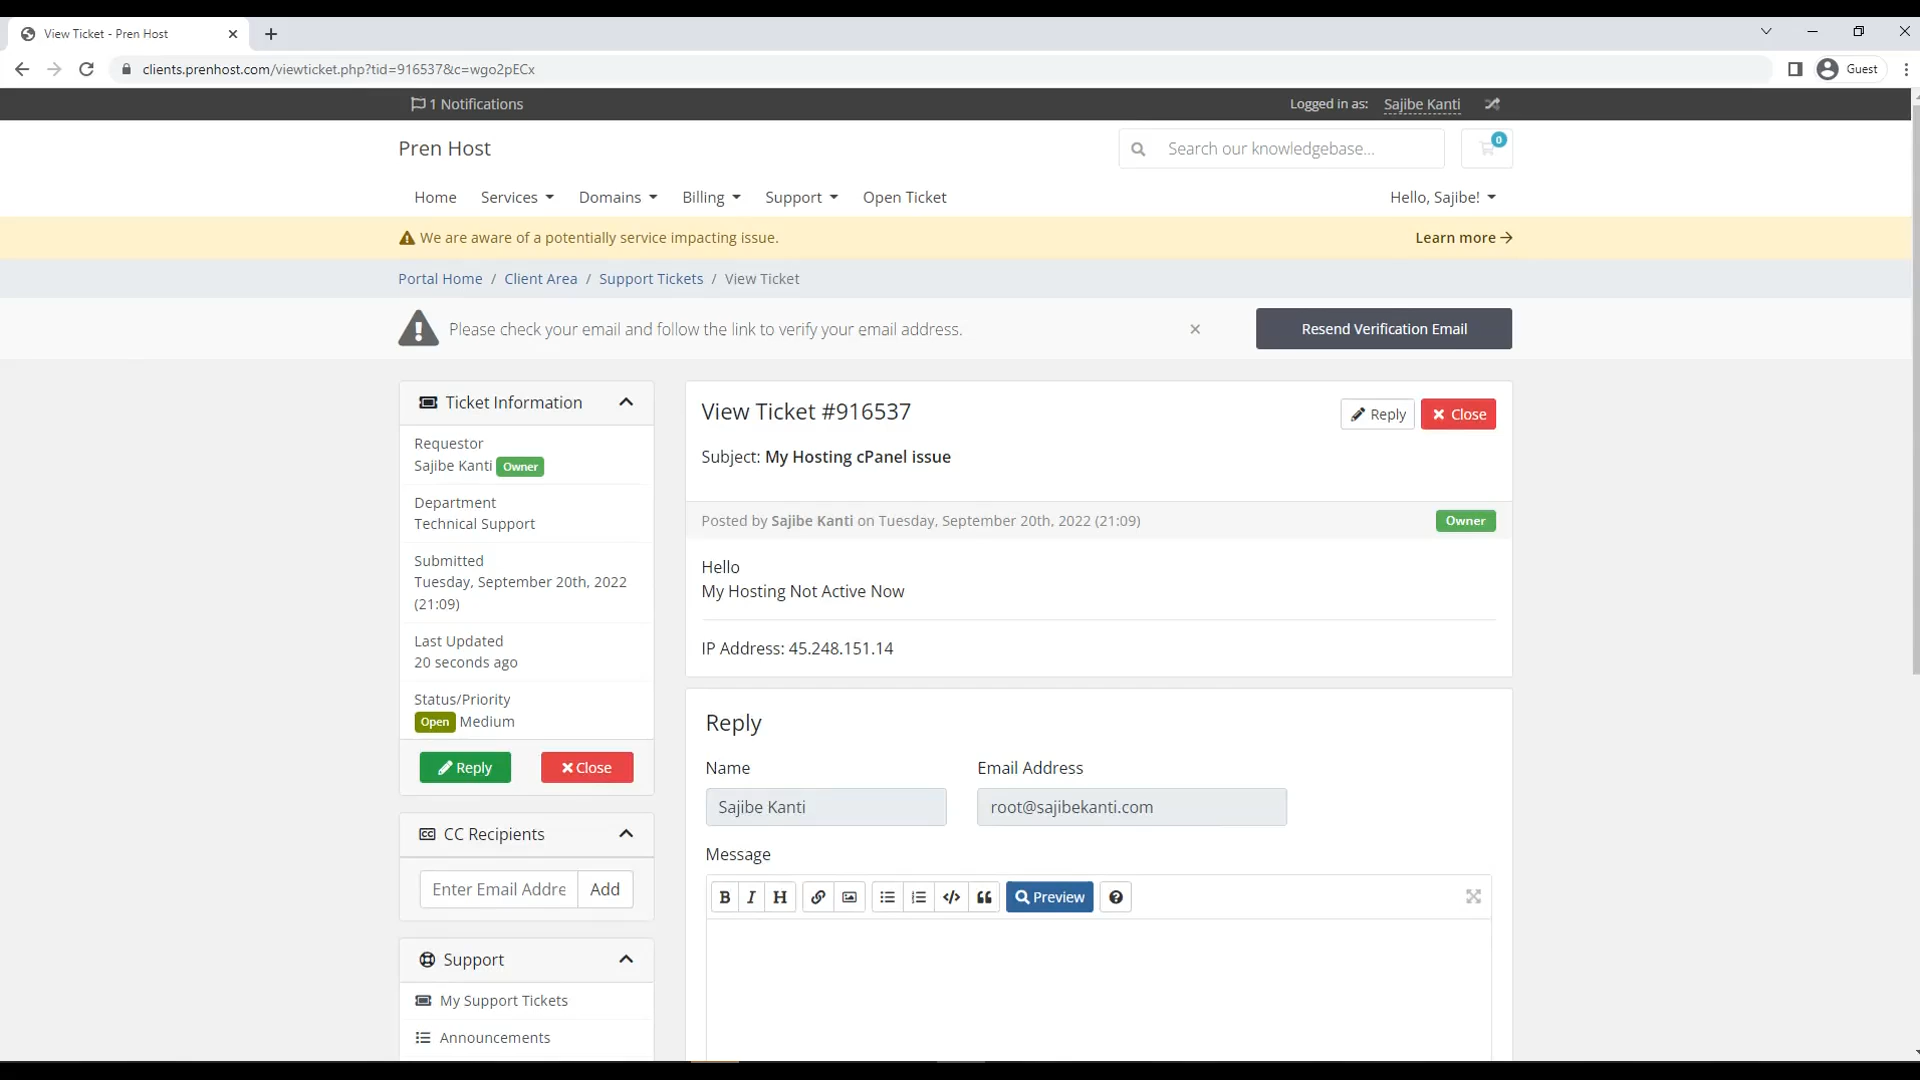 View Ticket - Pren Host
clients.prenhost.com/viewticket.php?tid=916537&c=wgo2pECx
Guest
1 Notifications
Logged in as: Sajibe Kanti
Pren Host
Search our knowledgebase...
0
Home Services Domains Billing Support Open Ticket
Hello, Sajibe!
We are aware of a potentially service impacting issue.
Learn more
Portal Home / Client Area / Support Tickets / View Ticket
Please check your email and follow the link to verify your email address.
Resend Verification Email
Ticket Information
Requestor
Sajibe Kanti Owner
Department
Technical Support
Submitted
Tuesday, September 20th, 2022
(21:09)
Last Updated
20 seconds ago
Status/Priority
Open Medium
Reply Close
CC Recipients
Enter Email Addre Add
Support
My Support Tickets
Announcements
View Ticket #916537
Reply Close
Subject: My Hosting cPanel issue
Posted by Sajibe Kanti on Tuesday, September 20th, 2022 (21:09)
Owner
Hello
My Hosting Not Active Now
IP Address: 45.248.151.14
Reply
Name
Email Address
Sajibe Kanti
root@sajibekanti.com
Message
B I H Preview